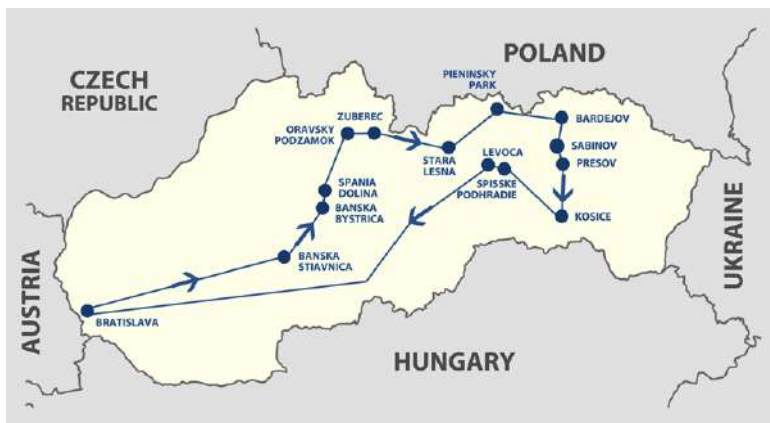 POLAND
CZECH
REPUBLIC
PIENINSKY
PARK
ZUBEREC
BARDEJOV
ORAVSKY
PODZAMOK
SABINOV
STARA
LESNA
LEVOCA
PRESOV
SPISSKE
PODHRADIE
SPANIA
DOLINA
BANSKA
BYSTRICA
KOSICE
UKRAINE
BANSKA
STIAVNICA
AUSTRIA
BRATISLAVA
HUNGARY